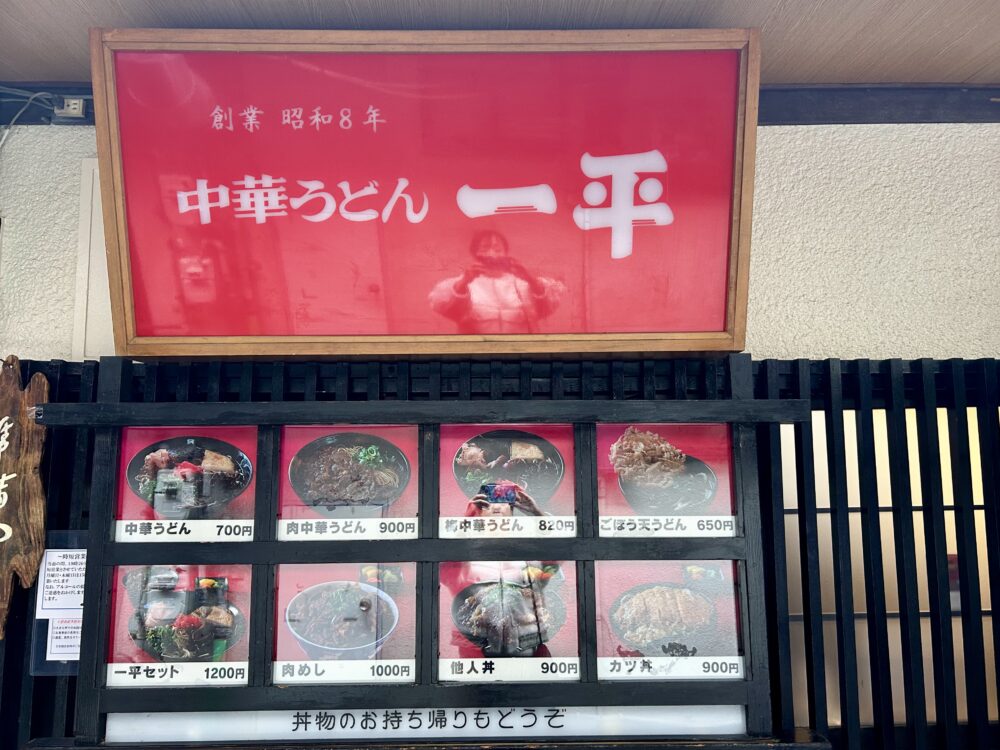 創業 昭和8年
中華うどん 一平
中華うどん 700円
肉中華うどん 900円
梅中華うどん 820円
ごぼう天うどん 650円
一平セット 1200円
肉めし 1000円
他人丼 900円
カツ丼 900円
丼物のお持ち帰りもどうぞ